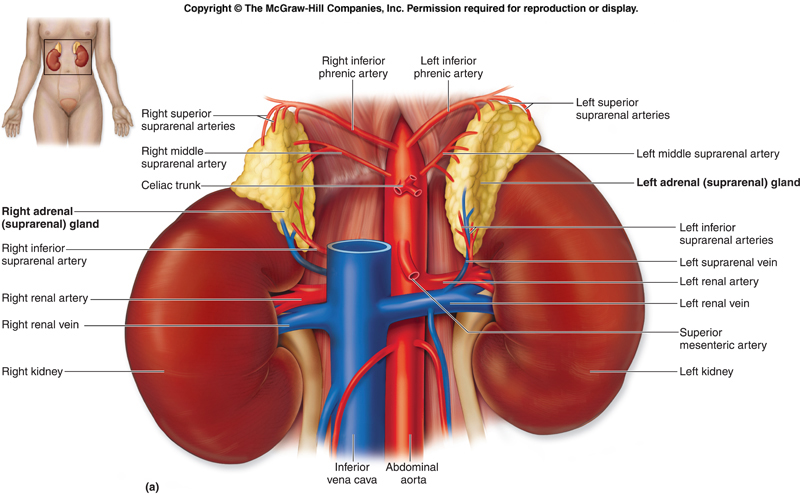 Copyright © The McGraw-Hill Companies, Inc. Permission required for reproduction or display.
Right inferior
phrenic artery
Left inferior
phrenic artery
Right superior
suprarenal arteries
Left superior
suprarenal arteries
Right middle
suprarenal artery
Left middle suprarenal artery
Celiac trunk
Left adrenal (suprarenal) gland
Right adrenal
(suprarenal) gland
Left inferior
suprarenal arteries
Right inferior
suprarenal artery
Left suprarenal vein
Left renal artery
Right renal artery
Left renal vein
Right renal vein
Superior
mesenteric artery
Right kidney
Left kidney
Inferior
vena cava
Abdominal
aorta
(a)